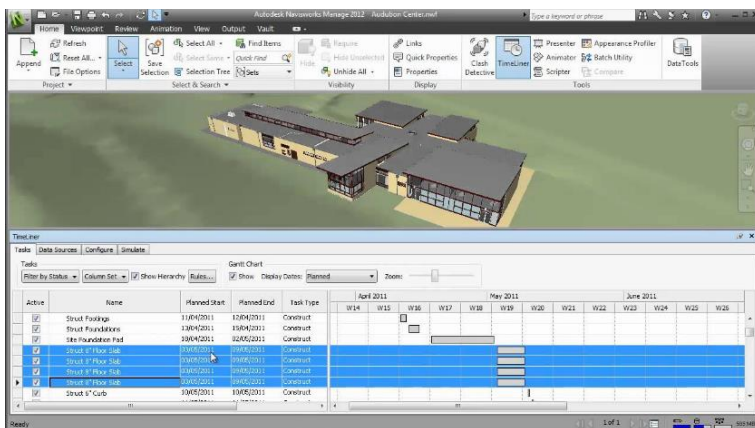 Autodesk Navisworks Manage 2012 Audubon Center.nwf
Type a keyword or phrase
Home Viewpoint Review Animation View Output Vault
Append
Refresh
Reset All...
File Options
Project
Select
Save Selection
Select All
Select Same
Selection Tree
Find Items
Quick Find
Sets
Select & Search
Hide
Require
Hide Unselected
Unhide All
Visibility
Links
Quick Properties
Properties
Display
Clash Detective
TimeLiner
Presenter
Animator
Scripter
Appearance Profiler
Batch Utility
Compare
Tools
DataTools
TimeLiner
Tasks Data Sources Configure Simulate
Tasks
Gantt Chart
Filter by Status Column Set Show Hierarchy Rules... Show Display Dates: Planned Zoom:
April 2011 May 2011 June 2011
Active Name Planned Start Planned End Task Type W14 W15 W16 W17 W18 W19 W20 W21 W22 W23 W24 W25 W26
Struct Footings 11/04/2011 12/04/2011 Construct
Struct Foundations 13/04/2011 15/04/2011 Construct
Site Foundation Pad 02/05/2011 Construct
Struct 8" Floor Slab 03/05/2011 09/05/2011 Construct
Struct Floor Slab 09/05/2011 Construct
Struct Floor Slab 03/05/2011 09/05/2011 Construct
Struct Floor Slab 03/05/2011 09/05/2011 Construct
Struct 6" Curb 10/05/2011 10/05/2011 Construct
Ready
1 of 1